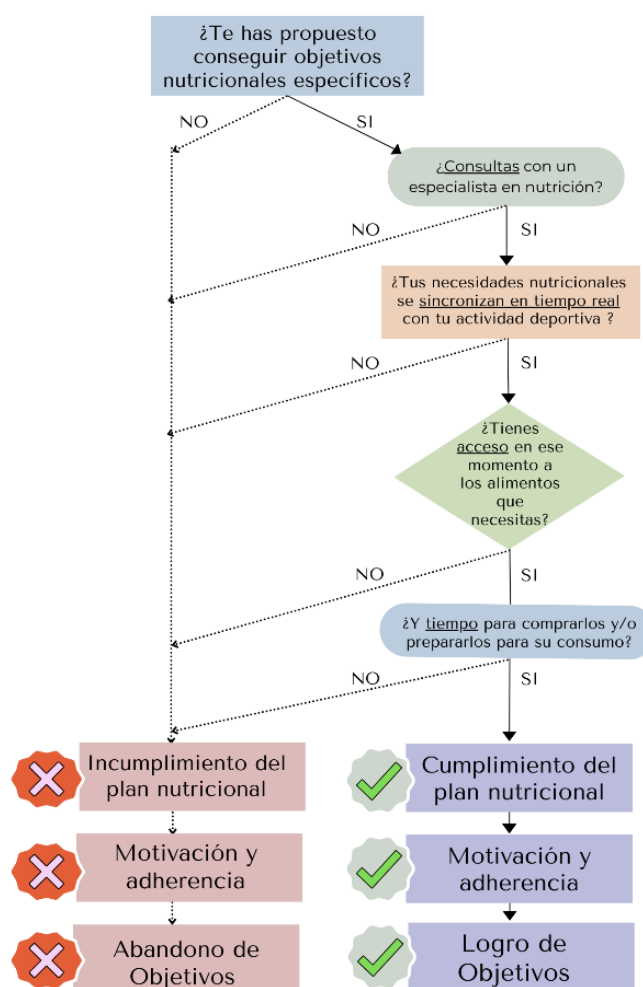 ¿Te has propuesto
conseguir objetivos
nutricionales específicos?
NO
SI
¿Consultas con un
especialista en nutrición?
NO
SI
¿Tus necesidades nutricionales
se sincronizan en tiempo real
con tu actividad deportiva ?
NO
SI
¿Tienes
acceso en ese
momento a
los alimentos
que
necesitas?
NO
SI
¿Y tiempo para comprarlos y/o
prepararlos para su consumo?
NO
SI
Incumplimiento del
plan nutricional
Cumplimiento del
plan nutricional
Motivación y
adherencia
Motivación y
adherencia
Abandono de
Objetivos
Logro de
Objetivos